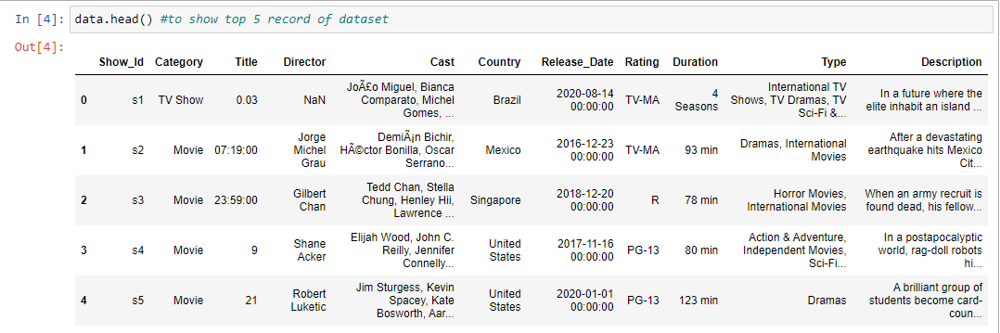 In [4]: data.head() #to show top 5 record of dataset
Out[4]:
Show_Id Category Title Director Cast Country Release_Date Rating Duration Type Description
0 s1 TV Show 0.03 NaN JoÃ£o Miguel, Bianca Comparato, Michel Gomes, ... Brazil 2020-08-14 00:00:00 TV-MA 4 Seasons International TV Shows, TV Dramas, TV Sci-Fi &... In a future where the elite inhabit an island ...
1 s2 Movie 07:19:00 Jorge Michel Grau DemiÃ¡n Bichir, HÃ©ctor Bonilla, Oscar Serrano... Mexico 2016-12-23 00:00:00 TV-MA 93 min Dramas, International Movies After a devastating earthquake hits Mexico Cit...
2 s3 Movie 23:59:00 Gilbert Chan Tedd Chan, Stella Chung, Henley Hii, Lawrence ... Singapore 2018-12-20 00:00:00 R 78 min Horror Movies, International Movies When an army recruit is found dead, his fellow...
3 s4 Movie 9 Shane Acker Elijah Wood, John C. Reilly, Jennifer Connelly... United States 2017-11-16 00:00:00 PG-13 80 min Action & Adventure, Independent Movies, Sci-Fi... In a postapocalyptic world, rag-doll robots hi...
4 s5 Movie 21 Robert Luketic Jim Sturgess, Kevin Spacey, Kate Bosworth, Aar... United States 2020-01-01 00:00:00 PG-13 123 min Dramas A brilliant group of students become card-coun...